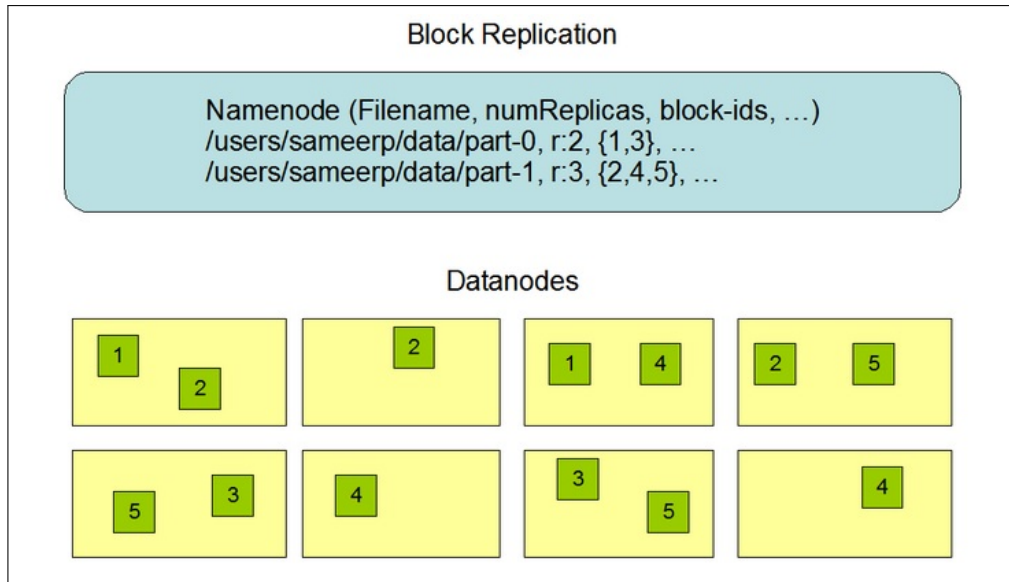 Block Replication
Namenode (Filename, numReplicas, block-ids, …)
/users/sameerp/data/part-0, r:2, {1,3}, …
/users/sameerp/data/part-1, r:3, {2,4,5}, …
Datanodes
1
2
2
1 4
2 5
5 3
4
3
5
4